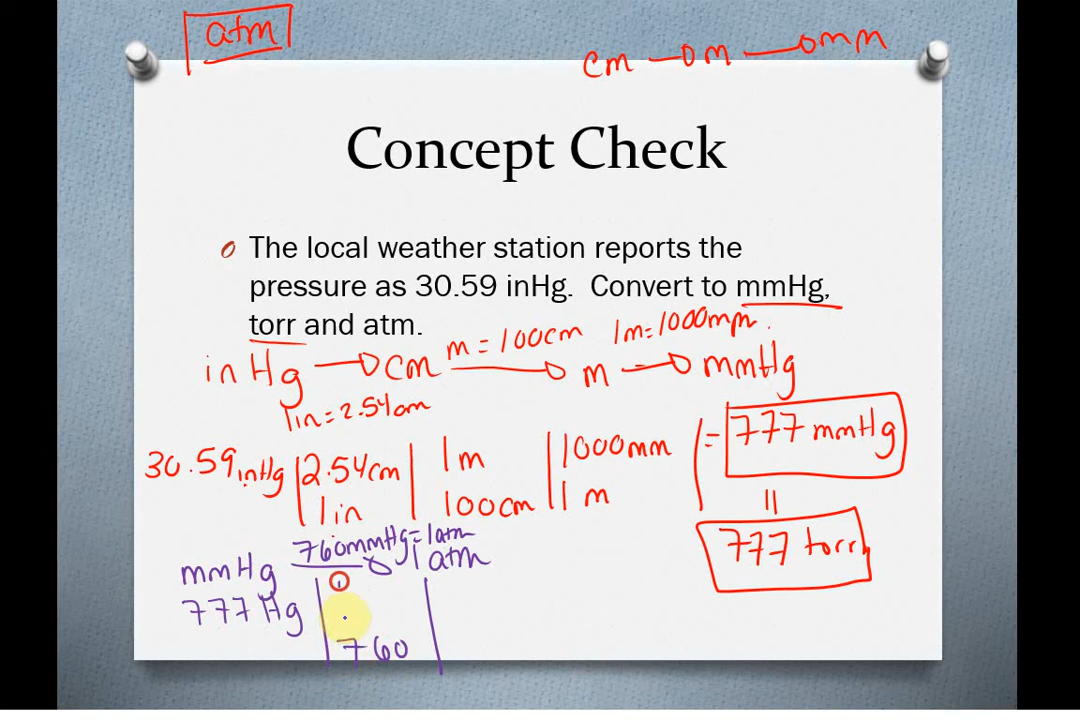 atm
cm → m → mm
Concept Check
The local weather station reports the
pressure as 30.59 inHg. Convert to mmHg,
torr and atm.
m = 100cm 1m=1000mm.
in Hg → cm → m → mmHg
1in=2.54cm
= 777 mmHg
30.59 inHg | 2.54cm | 1m | 1000mm
1in | 100cm | 1 m
=
777 torr
760mmHg=1atm
mmHg → atm
777 Hg
760